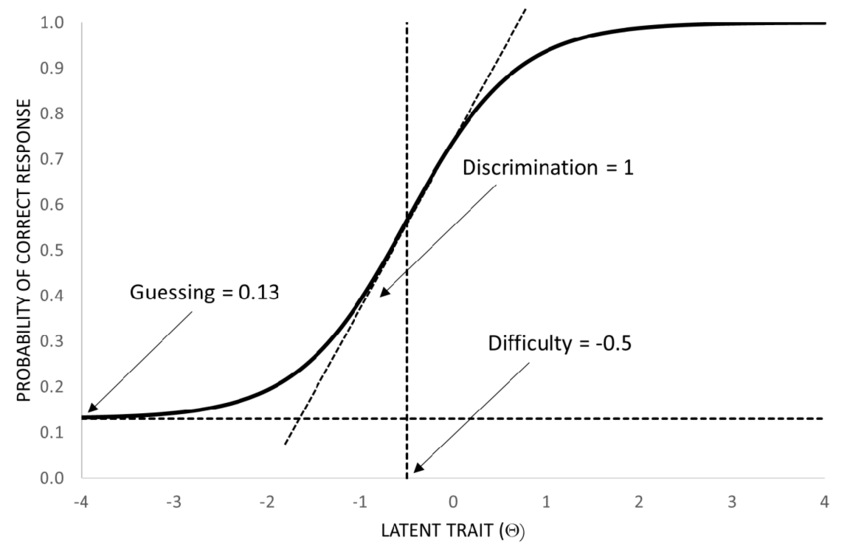 1.0
0.9
0.8
0.7
0.6
0.5
0.4
0.3
0.2
0.1
0.0
PROBABILITY OF CORRECT RESPONSE
Discrimination = 1
Guessing = 0.13
Difficulty = -0.5
-4 -3 -2 -1 0 1 2 3 4
LATENT TRAIT (Θ)